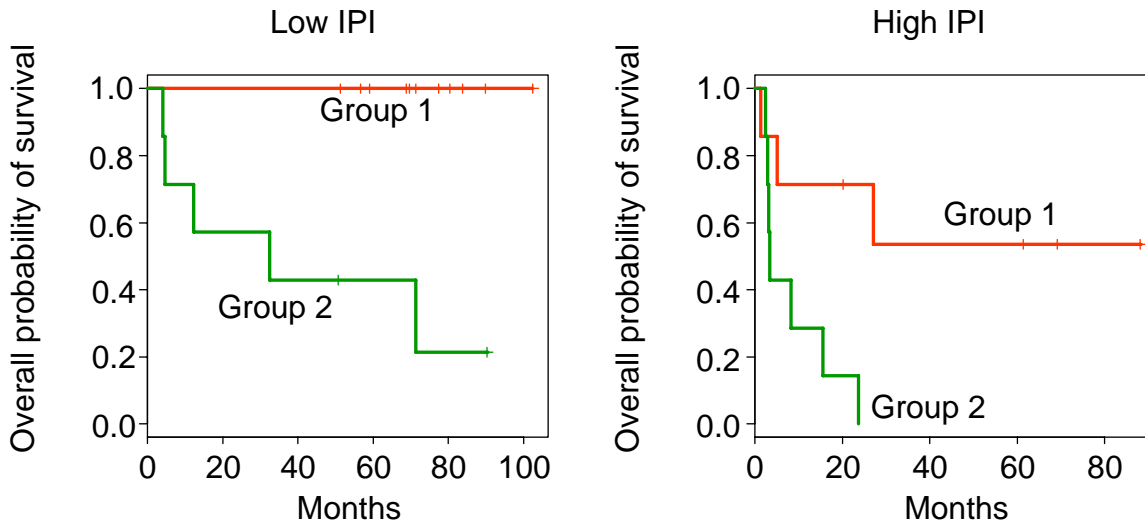 Low IPI
Overall probability of survival
1.0
0.8
0.6
0.4
0.2
0.0
Group 1
Group 2
0 20 40 60 80 100
Months
High IPI
Overall probability of survival
1.0
0.8
0.6
0.4
0.2
0.0
Group 1
Group 2
0 20 40 60 80
Months